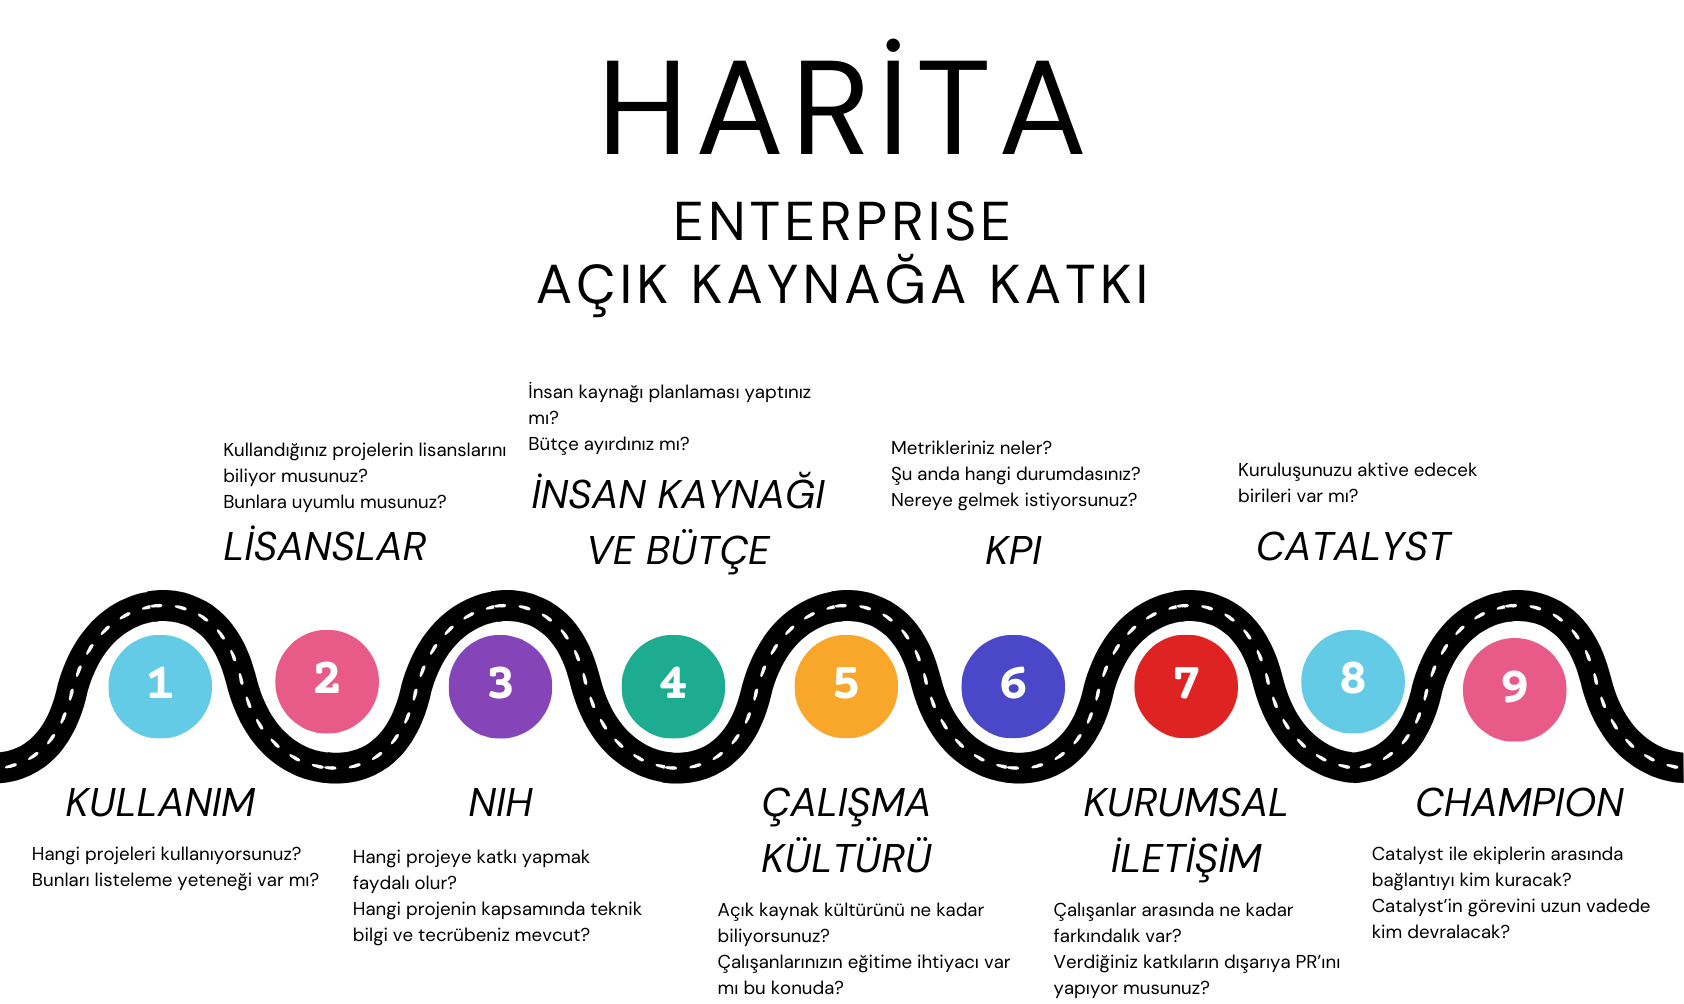 HARİTA
ENTERPRISE
AÇIK KAYNAĞA KATKI
1
KULLANIM
Hangi projeleri kullanıyorsunuz?
Bunları listeleme yeteneği var mı?
Kullandığınız projelerin lisanslarını
biliyor musunuz?
Bunlara uyumlu musunuz?
LİSANSLAR
2
3
NIH
Hangi projeye katkı yapmak
faydalı olur?
Hangi projenin kapsamında teknik
bilgi ve tecrübeniz mevcut?
İnsan kaynağı planlaması yaptınız
mı?
Bütçe ayırdınız mı?
İNSAN KAYNAĞI
VE BÜTÇE
4
5
ÇALIŞMA
KÜLTÜRÜ
Açık kaynak kültürünü ne kadar
biliyorsunuz?
Çalışanlarınızın eğitime ihtiyacı var
mı bu konuda?
Metrikleriniz neler?
Şu anda hangi durumdasınız?
Nereye gelmek istiyorsunuz?
KPI
6
7
KURUMSAL
İLETİŞİM
Çalışanlar arasında ne kadar
farkındalık var?
Verdiğiniz katkıların dışarıya PR’ını
yapıyor musunuz?
Kuruluşunuzu aktive edecek
birileri var mı?
CATALYST
8
9
CHAMPION
Catalyst ile ekiplerin arasında
bağlantıyı kim kuracak?
Catalyst’in görevini uzun vadede
kim devralacak?